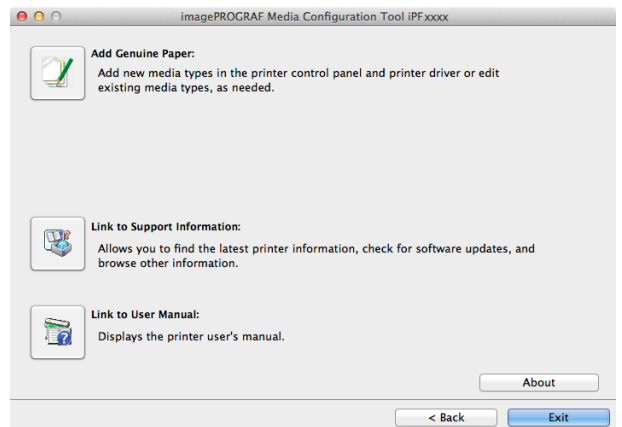 imagePROGRAF Media Configuration Tool iPFxxxx
Add Genuine Paper:
Add new media types in the printer control panel and printer driver or edit
existing media types, as needed.
Link to Support Information:
Allows you to find the latest printer information, check for software updates, and
browse other information.
Link to User Manual:
Displays the printer user's manual.
About
< Back
Exit